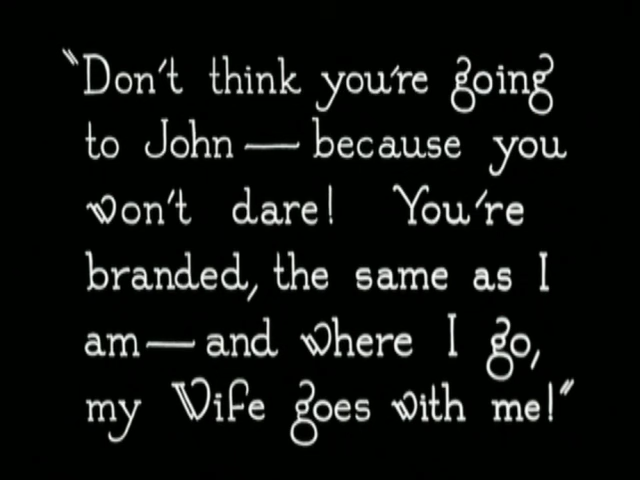 "Don't think you're going
to John — because you
won't dare! You're
branded, the same as I
am — and where I go,
my Wife goes with me!"